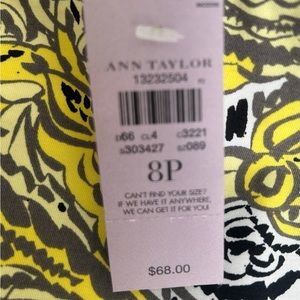 ANN TAYLOR
13232504
D66 CL4 C3221
S303427 SZ089
8P
CAN'T FIND YOUR SIZE?
IF WE HAVE IT ANYWHERE,
WE CAN GET IT FOR YOU!
$68.00